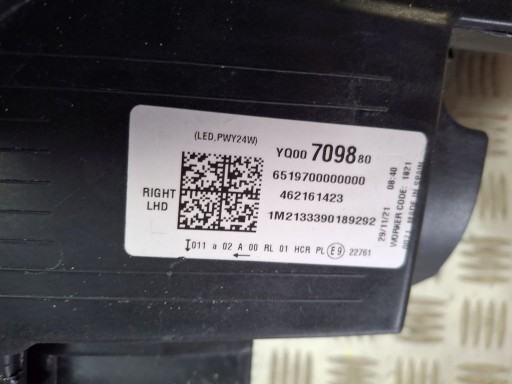 (LED,PWY24W)
YQ00 7098 80
6519700000000
462161423
1M2133390189292
RIGHT
LHD
I011 a 02 A 00 RL 01 HCR PL E9 22761
←
29/11/21 08:40
WORKER CODE: 1821
MADE IN SPAIN